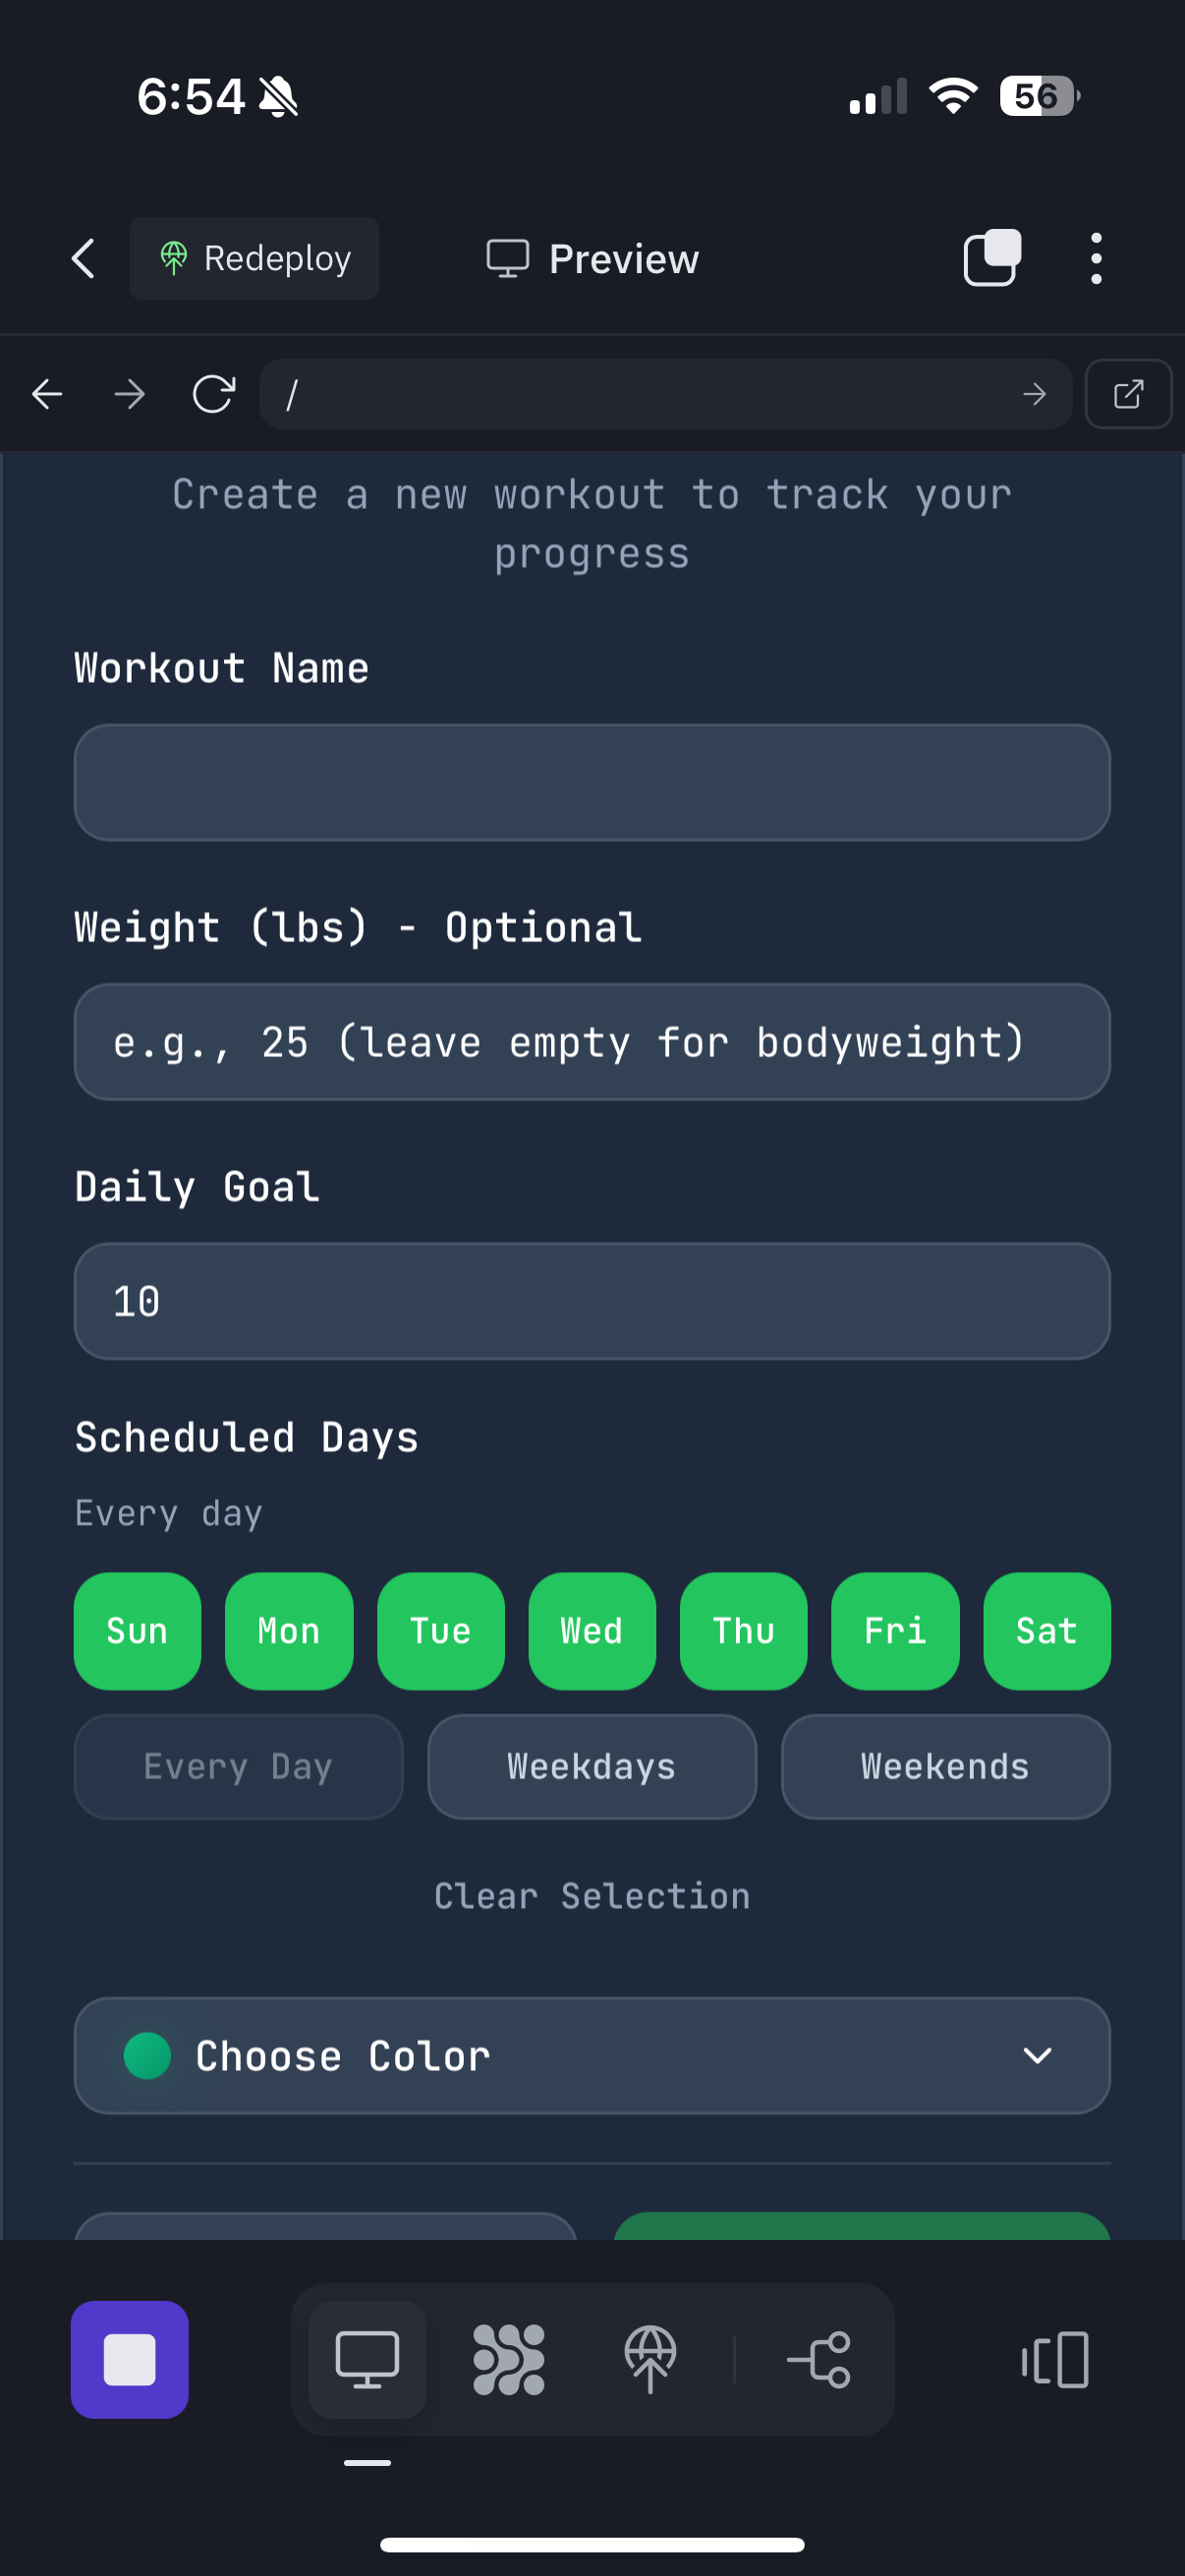 6:54
56
Redeploy
Preview
/
Create a new workout to track your
progress
Workout Name
Weight (lbs) - Optional
e.g., 25 (leave empty for bodyweight)
Daily Goal
10
Scheduled Days
Every day
Sun Mon Tue Wed Thu Fri Sat
Every Day Weekdays Weekends
Clear Selection
Choose Color